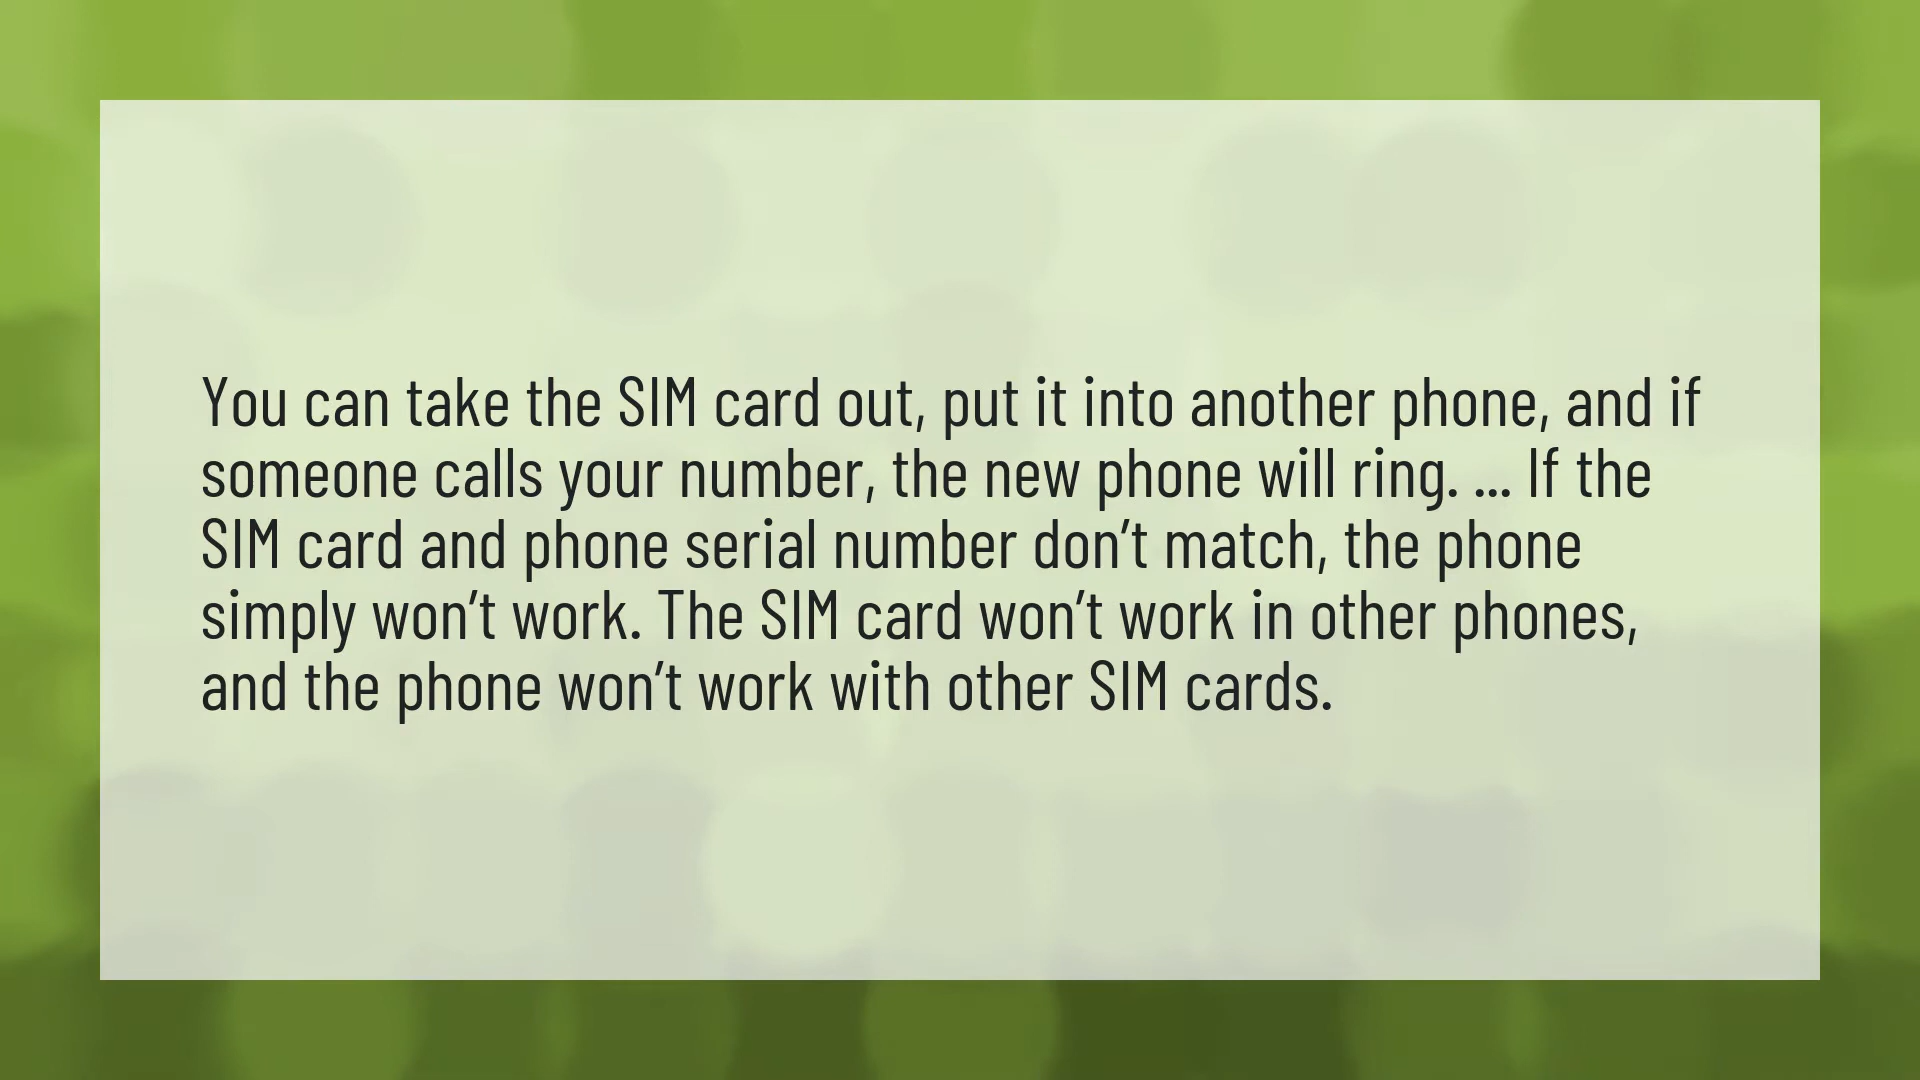 You can take the SIM card out, put it into another phone, and if
someone calls your number, the new phone will ring. ... If the
SIM card and phone serial number don’t match, the phone
simply won’t work. The SIM card won’t work in other phones,
and the phone won’t work with other SIM cards.